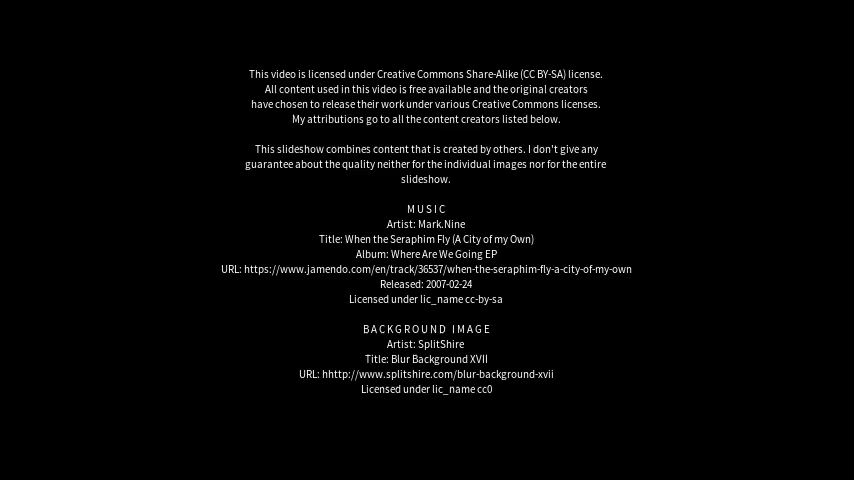 This video is licensed under Creative Commons Share-Alike (CC BY-SA) license.
All content used in this video is free available and the original creators
have chosen to release their work under various Creative Commons licenses.
My attributions go to all the content creators listed below.
This slideshow combines content that is created by others. I don't give any
guarantee about the quality neither for the individual images nor for the entire
slideshow.
MUSIC
Artist: Mark.Nine
Title: When the Seraphim Fly (A City of my Own)
Album: Where Are We Going EP
URL: https://www.jamendo.com/en/track/36537/when-the-seraphim-fly-a-city-of-my-own
Released: 2007-02-24
Licensed under lic_name cc-by-sa
BACKGROUND IMAGE
Artist: SplitShire
Title: Blur Background XVII
URL: hhttp://www.splitshire.com/blur-background-xvii
Licensed under lic_name cc0